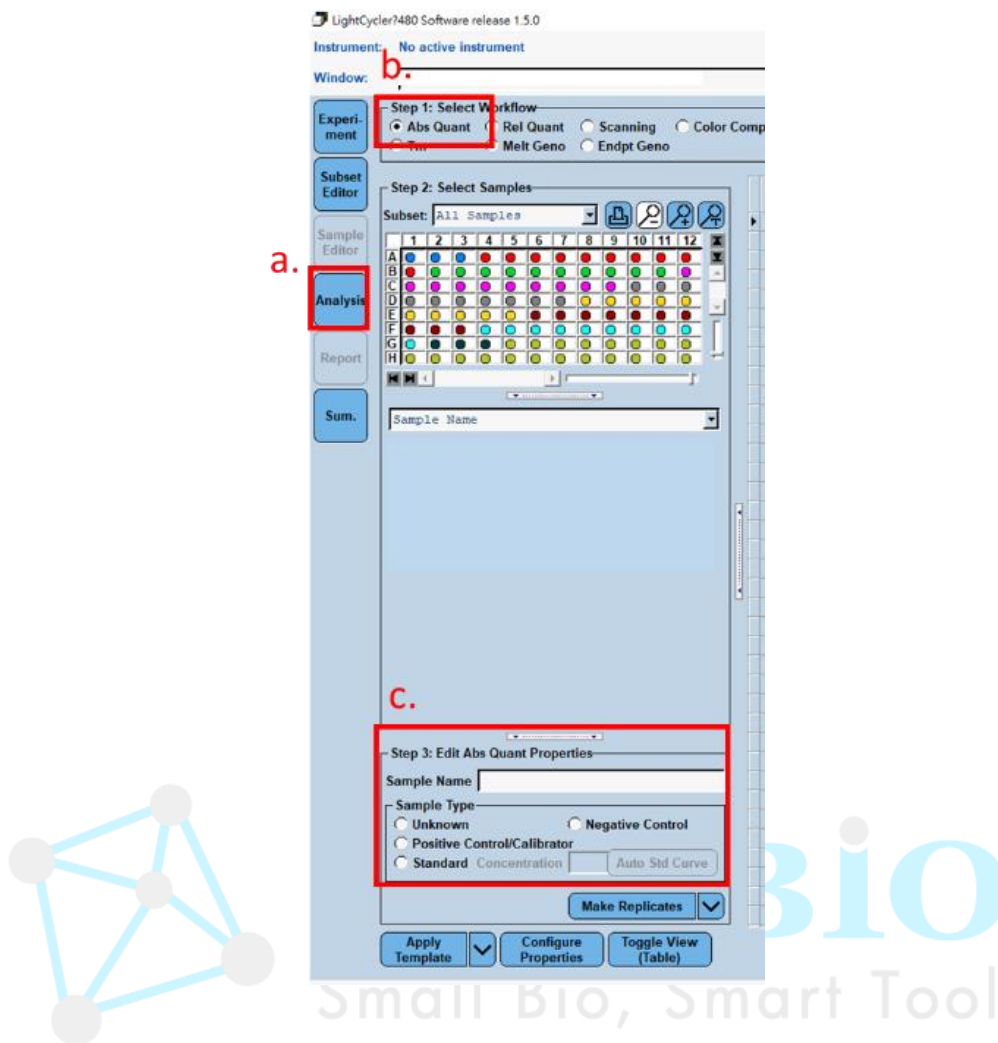 LightCycler?480 Software release 1.5.0
Instrument: No active instrument
b.
Window:
Experi-
ment
Step 1: Select Workflow
Abs Quant Rel Quant Scanning Color Comp
Tm Melt Geno Endpt Geno
Subset
Editor
Step 2: Select Samples
Subset: All Samples
Sample
Editor
1 2 3 4 5 6 7 8 9 10 11 12
A
B
C
D
E
F
G
H
a.
Analysis
Report
Sum.
Sample Name
c.
Step 3: Edit Abs Quant Properties
Sample Name
Sample Type
Unknown Negative Control
Positive Control/Calibrator
Standard Concentration Auto Std Curve
Make Replicates
Apply
Template
Configure
Properties
Toggle View
(Table)
Bio
Small Bio, Smart Tool